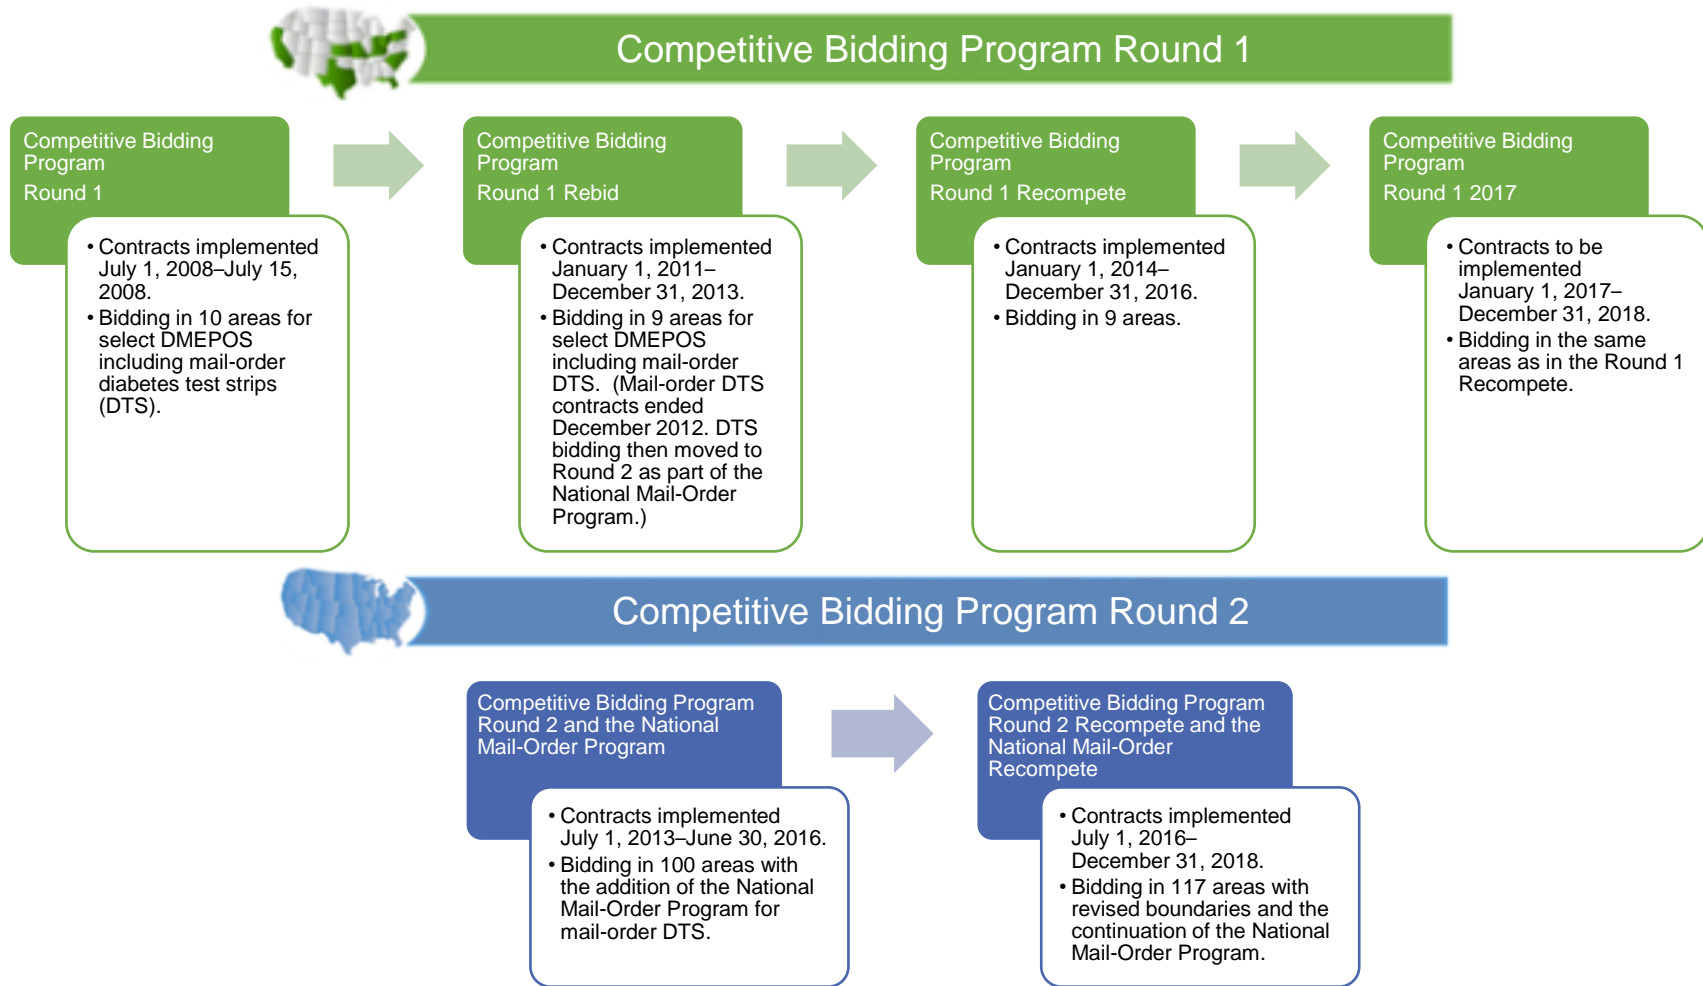 Competitive Bidding Program Round 1
Competitive Bidding
Program
Round 1
• Contracts implemented
July 1, 2008–July 15,
2008.
• Bidding in 10 areas for
select DMEPOS
including mail-order
diabetes test strips
(DTS).
Competitive Bidding
Program
Round 1 Rebid
• Contracts implemented
January 1, 2011–
December 31, 2013.
• Bidding in 9 areas for
select DMEPOS
including mail-order
DTS.  (Mail-order DTS
contracts ended
December 2012. DTS
bidding then moved to
Round 2 as part of the
National Mail-Order
Program.)
Competitive Bidding
Program
Round 1 Recompete
• Contracts implemented
January 1, 2014–
December 31, 2016.
• Bidding in 9 areas.
Competitive Bidding
Program
Round 1 2017
• Contracts to be
implemented
January 1, 2017–
December 31, 2018.
• Bidding in the same
areas as in the Round 1
Recompete.
Competitive Bidding Program Round 2
Competitive Bidding Program
Round 2 and the National
Mail-Order Program
• Contracts implemented
July 1, 2013–June 30, 2016.
• Bidding in 100 areas with
the addition of the National
Mail-Order Program for
mail-order DTS.
Competitive Bidding Program
Round 2 Recompete and the
National Mail-Order
Recompete
• Contracts implemented
July 1, 2016–
December 31, 2018.
• Bidding in 117 areas with
revised boundaries and the
continuation of the National
Mail-Order Program.